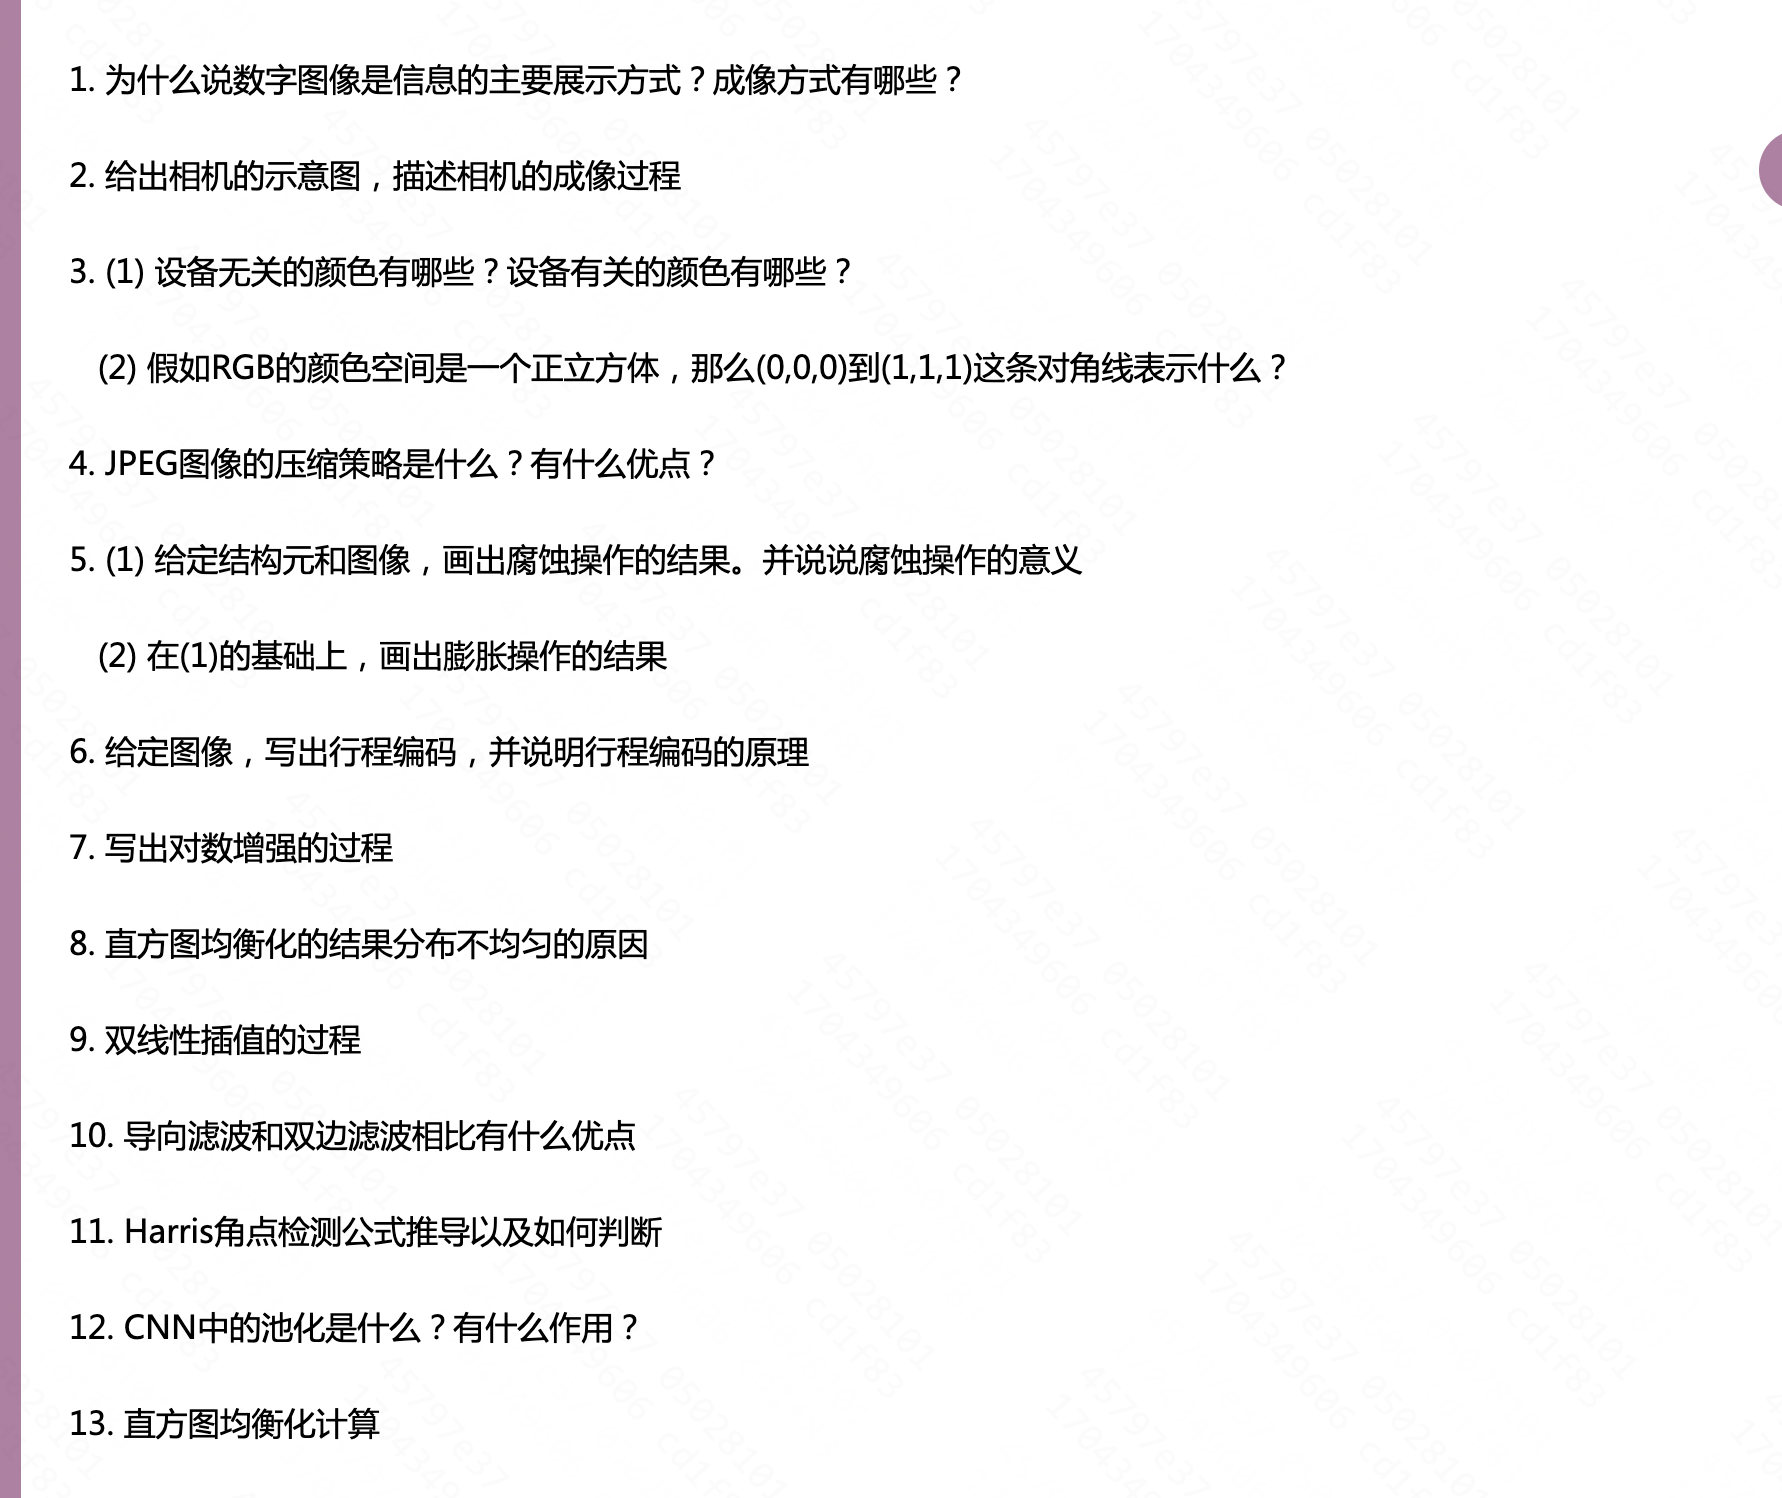 1. 为什么说数字图像是信息的主要展示方式？成像方式有哪些？
2. 给出相机的示意图，描述相机的成像过程
3. (1) 设备无关的颜色有哪些？设备有关的颜色有哪些？
(2) 假如RGB的颜色空间是一个正立方体，那么(0,0,0)到(1,1,1)这条对角线表示什么？
4. JPEG图像的压缩策略是什么？有什么优点？
5. (1) 给定结构元和图像，画出腐蚀操作的结果。并说说腐蚀操作的意义
(2) 在(1)的基础上，画出膨胀操作的结果
6. 给定图像，写出行程编码，并说明行程编码的原理
7. 写出对数增强的过程
8. 直方图均衡化的结果分布不均匀的原因
9. 双线性插值的过程
10. 导向滤波和双边滤波相比有什么优点
11. Harris角点检测公式推导以及如何判断
12. CNN中的池化是什么？有什么作用？
13. 直方图均衡化计算